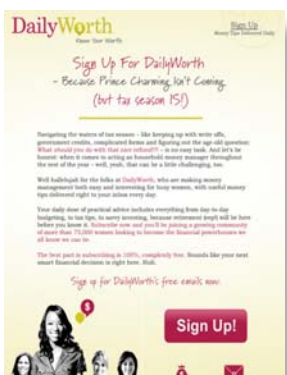 DailyWorth
Know Your Worth
Sign Up
Money Tips Delivered Daily
Sign Up For DailyWorth
- Because Prince Charming Isn't Coming
(but tax season IS!)
Navigating the waters of tax season – like keeping up with write offs,
government credits, complicated forms and figuring out the age old question:
What should you do with that nice refund?? – is no easy task. And let's be
honest: when it comes to acting as household money manager throughout
the rest of the year – well, yeah, that can be a little challenging, too.
Well hallelujah for the folks at DailyWorth, who are making money
management both easy and interesting for busy women, with useful money
tips delivered right to your inbox every day.
Your daily dose of practical advice includes everything from day-to-day
budgeting, to tax tips, to savvy investing, because retirement (eep!) will be here
before you know it. Subscribe now and you'll be joining a growing community
of more than 75,000 women looking to become the financial powerhouses we
all know we can be.
The best part is subscribing is 100%, completely free. Sounds like your next
smart financial decision is right here.
Sign up for DailyWorth's free emails now:
Sign Up!
$